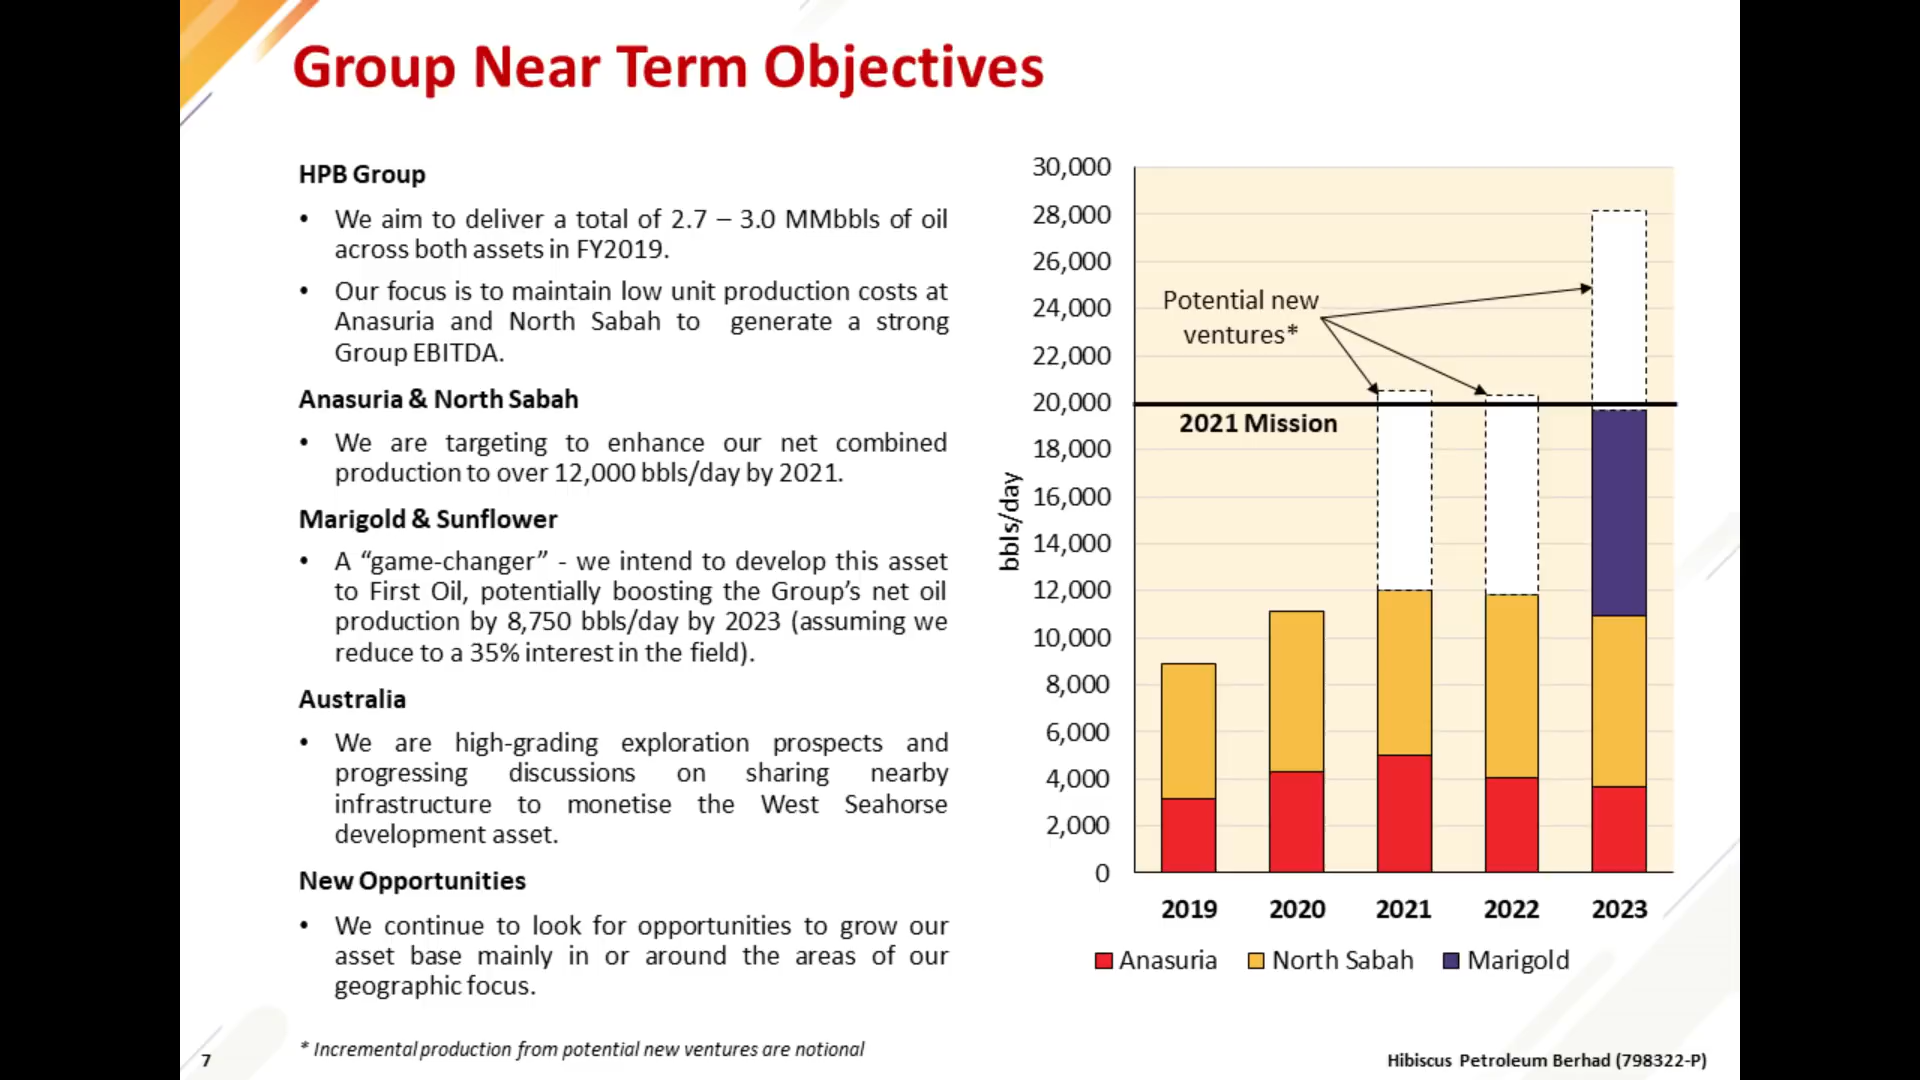 Group Near Term Objectives
HPB Group
• We aim to deliver a total of 2.7 – 3.0 MMbbls of oil
across both assets in FY2019.
• Our focus is to maintain low unit production costs at
Anasuria and North Sabah to generate a strong
Group EBITDA.
Anasuria & North Sabah
• We are targeting to enhance our net combined
production to over 12,000 bbls/day by 2021.
Marigold & Sunflower
• A “game-changer” - we intend to develop this asset
to First Oil, potentially boosting the Group’s net oil
production by 8,750 bbls/day by 2023 (assuming we
reduce to a 35% interest in the field).
Australia
• We are high-grading exploration prospects and
progressing discussions on sharing nearby
infrastructure to monetise the West Seahorse
development asset.
New Opportunities
• We continue to look for opportunities to grow our
asset base mainly in or around the areas of our
geographic focus.
bbls/day
30,000
28,000
26,000
24,000
22,000
20,000
18,000
16,000
14,000
12,000
10,000
8,000
6,000
4,000
2,000
0
Potential new
ventures*
2021 Mission
2019 2020 2021 2022 2023
Anasuria North Sabah Marigold
* Incremental production from potential new ventures are notional
7
Hibiscus Petroleum Berhad (798322-P)